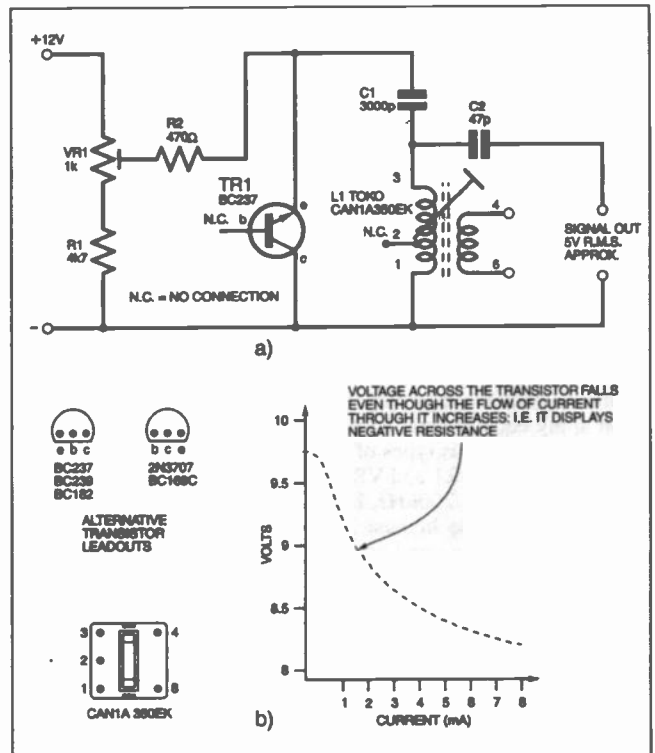 +12V
C1
3000p
C2
47p
R2
470Ω
VR1
1k
TR1
BC237
e
N.C. b
c
3
L1 TOKO
CAN1A350EK
N.C. 2
1
4
6
SIGNAL OUT
5V R.M.S.
APPROX.
R1
4k7
N.C. = NO CONNECTION
-
a)
VOLTAGE ACROSS THE TRANSISTOR FALLS
EVEN THOUGH THE FLOW OF CURRENT
THROUGH IT INCREASES: I.E. IT DISPLAYS
NEGATIVE RESISTANCE
e b c
BC237
BC239
BC182
b c e
2N3707
BC169C
ALTERNATIVE
TRANSISTOR
LEADOUTS
3 4
2
1 6
CAN1A 350EK
10
9.5
9
8.5
8
VOLTS
1 2 3 4 5 6 7 8
CURRENT (mA)
b)